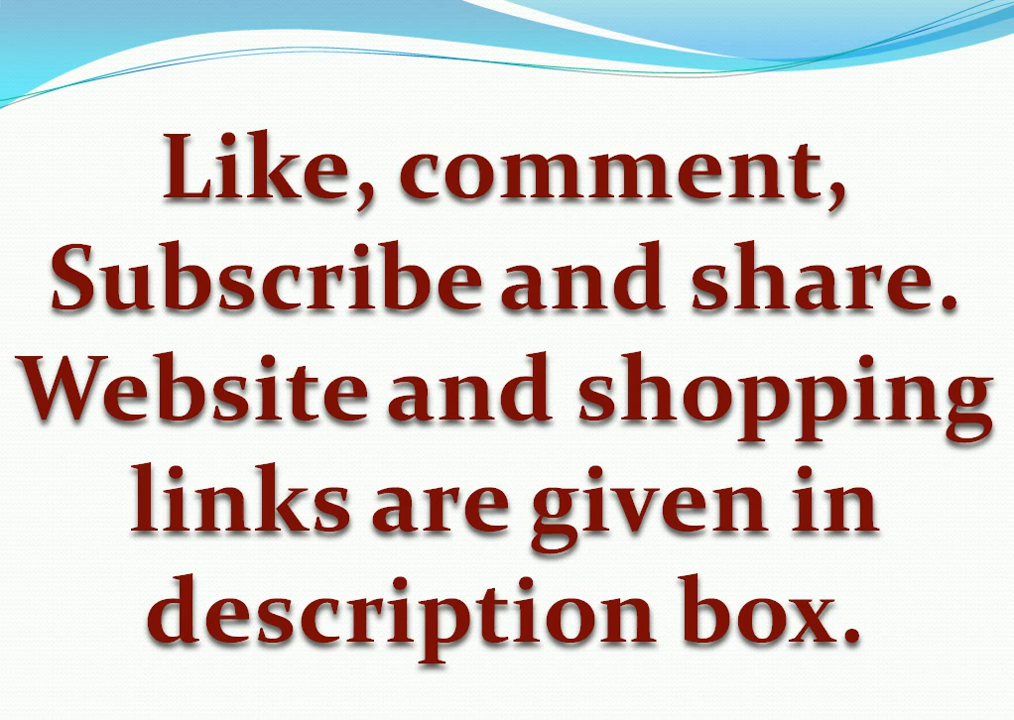 Like, comment,
Subscribe and share.
Website and shopping
links are given in
description box.